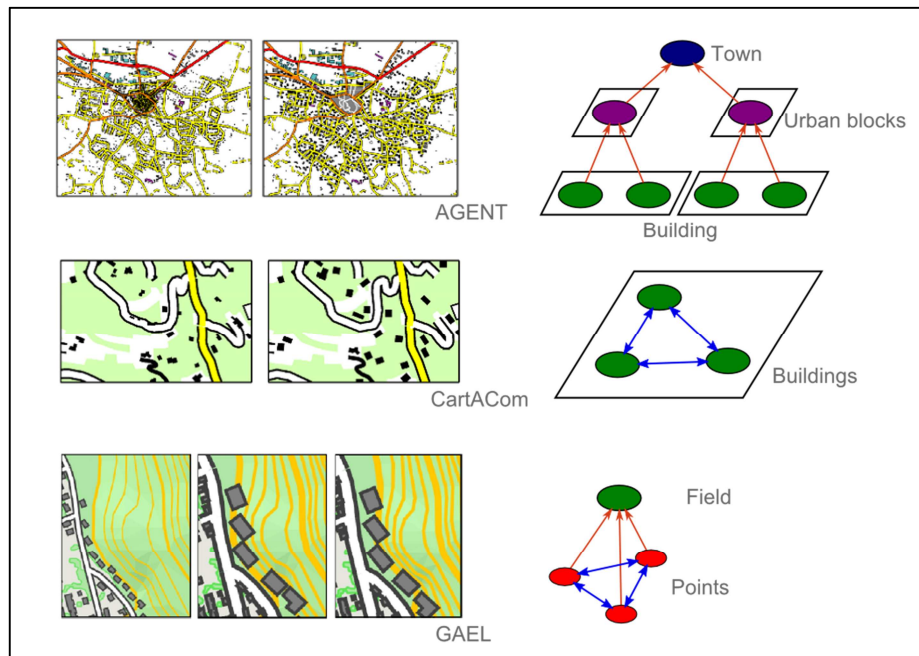 Town
Urban blocks
AGENT
Building
CartACom
Buildings
Field
Points
GAEL